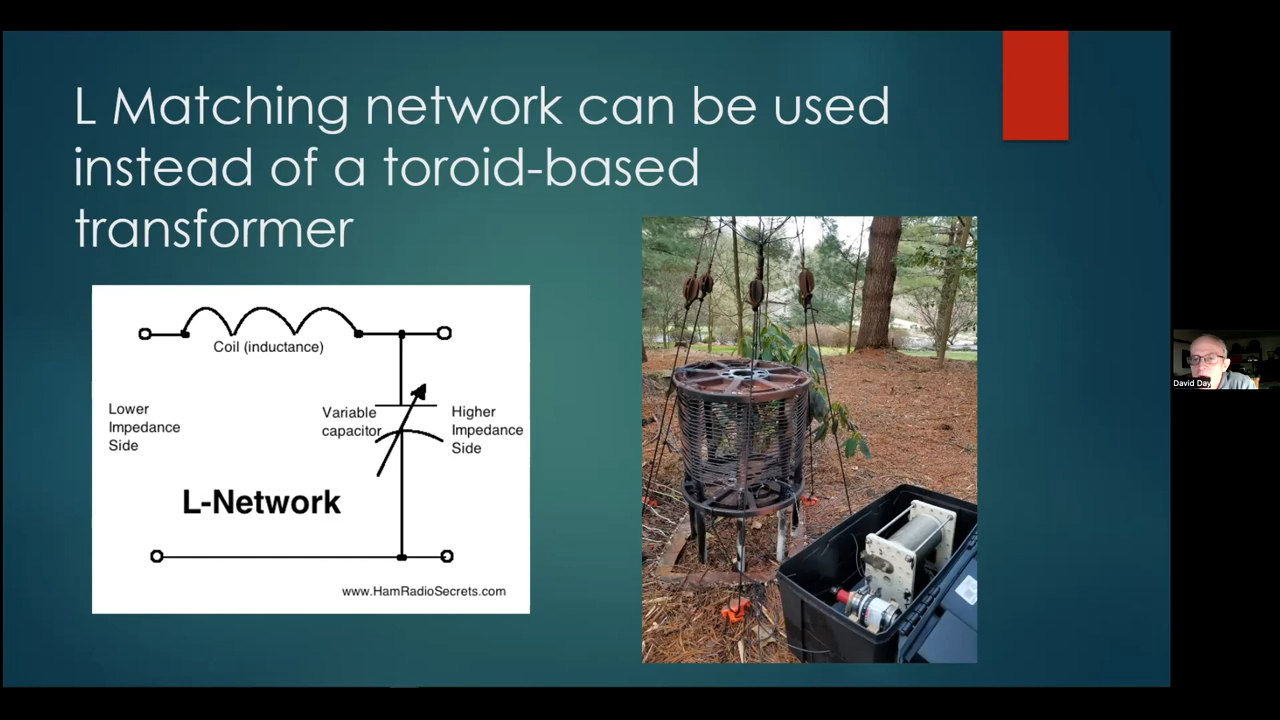 L Matching network can be used
instead of a toroid-based
transformer
Coil (inductance)
Lower
Impedance
Side
Variable
capacitor
Higher
Impedance
Side
L-Network
www.HamRadioSecrets.com
David Day